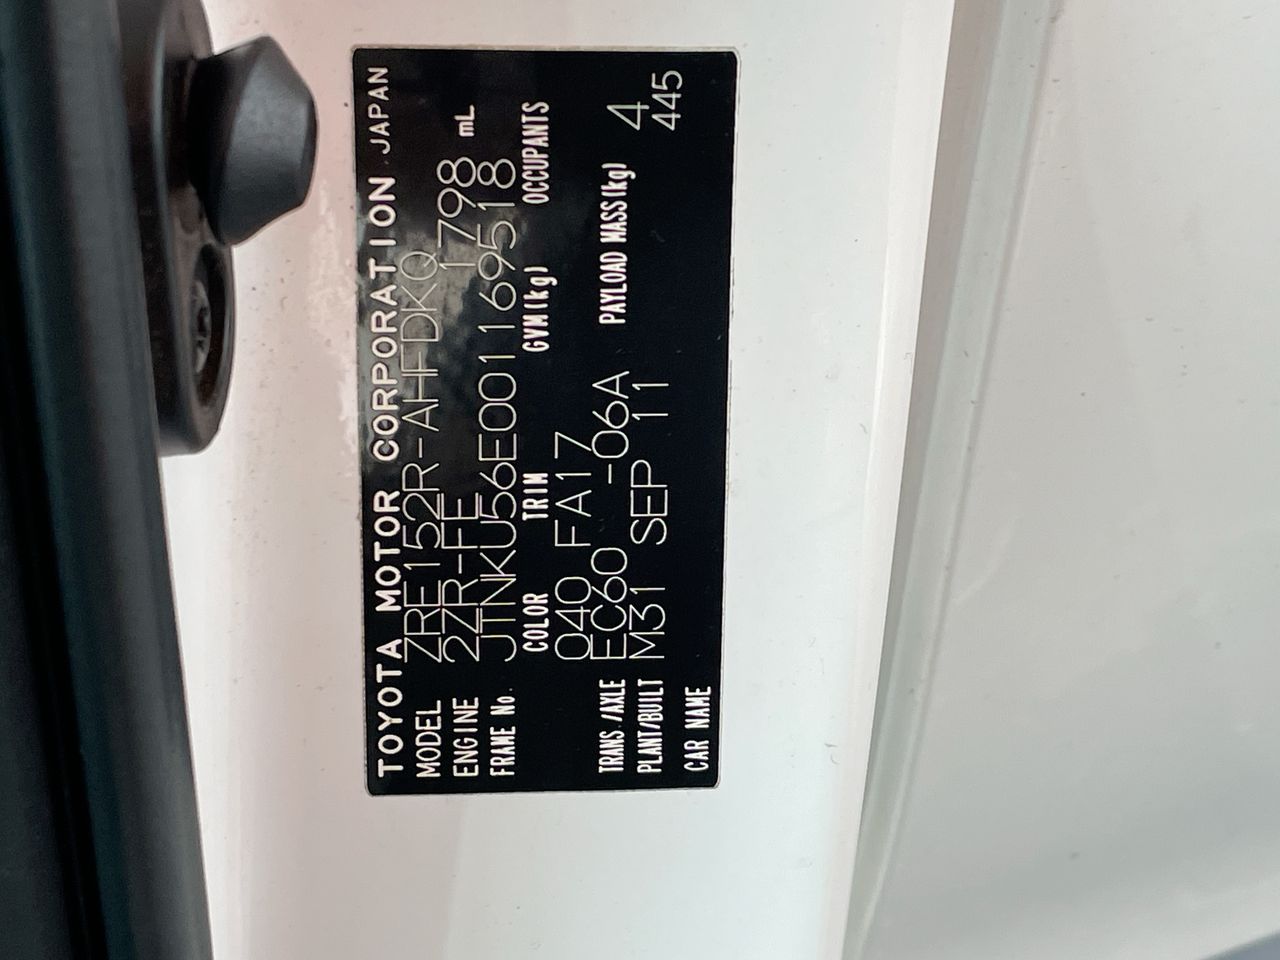 TOYOTA MOTOR CORPORATION JAPAN
MODEL ZRE152R-AHFDKQ
ENGINE 2ZR-FE 1798 mL
FRAME No. JTNKU56E001169518
COLOR TRIM GVM(kg) OCCUPANTS
040 FA17
TRANS./AXLE EC60 -06A PAYLOAD MASS(kg) 4
PLANT/BUILT M31 SEP 11 445
CAR NAME